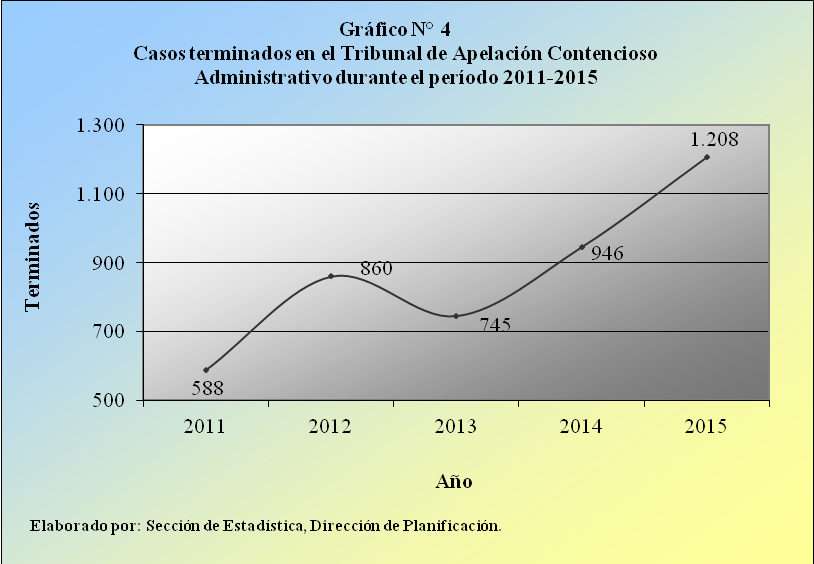 Gráfico N° 4
Casos terminados en el Tribunal de Apelación Contencioso
Administrativo durante el período 2011-2015
1.300
1.100
900
700
500
Terminados
588
860
745
946
1.208
2011
2012
2013
2014
2015
Año
Elaborado por: Sección de Estadística, Dirección de Planificación.